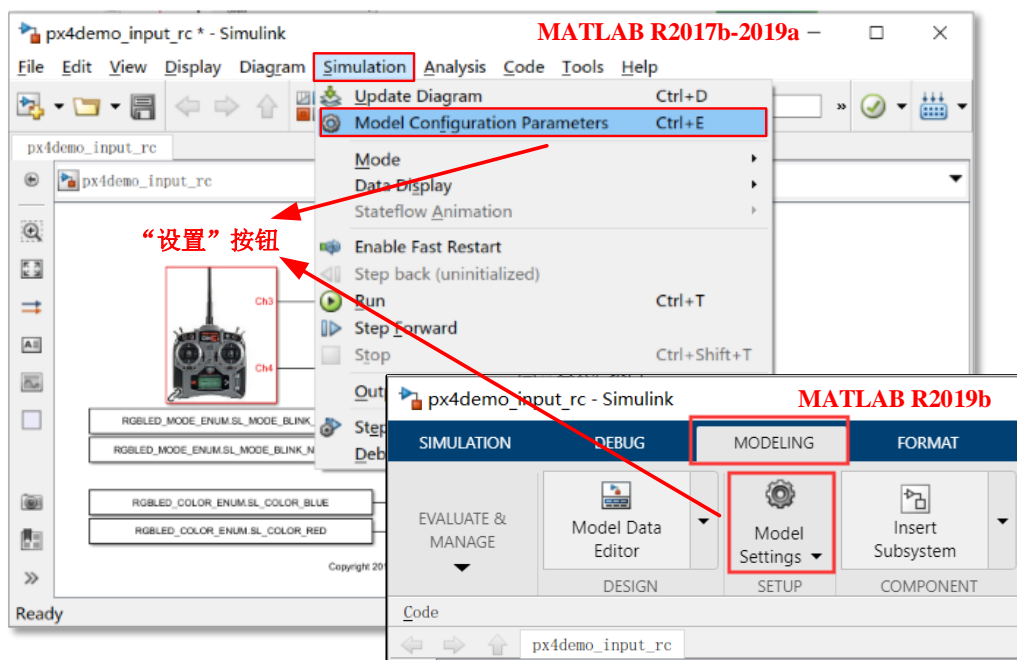 px4demo_input_rc * - Simulink
MATLAB R2017b-2019a
File Edit View Display Diagram Simulation Analysis Code Tools Help
Update Diagram Ctrl+D
»
Model Configuration Parameters Ctrl+E
px4demo_input_rc
px4demo_input_rc
Mode
Data Display
Stateflow Animation
“设置”按钮
Enable Fast Restart
Step back (uninitialized)
Run Ctrl+T
Step Forward
Stop Ctrl+Shift+T
Ch3
Ch4
RGBLED_MODE_ENUM.SL_MODE_BLINK_
RGBLED_MODE_ENUM.SL_MODE_BLINK_N
RGBLED_COLOR_ENUM.SL_COLOR_BLUE
RGBLED_COLOR_ENUM.SL_COLOR_RED
Copyright 201
Ready
px4demo_input_rc - Simulink
MATLAB R2019b
SIMULATION DEBUG MODELING FORMAT
EVALUATE &
MANAGE
Model Data
Editor
Model
Settings
Insert
Subsystem
DESIGN SETUP COMPONENT
Code
px4demo_input_rc